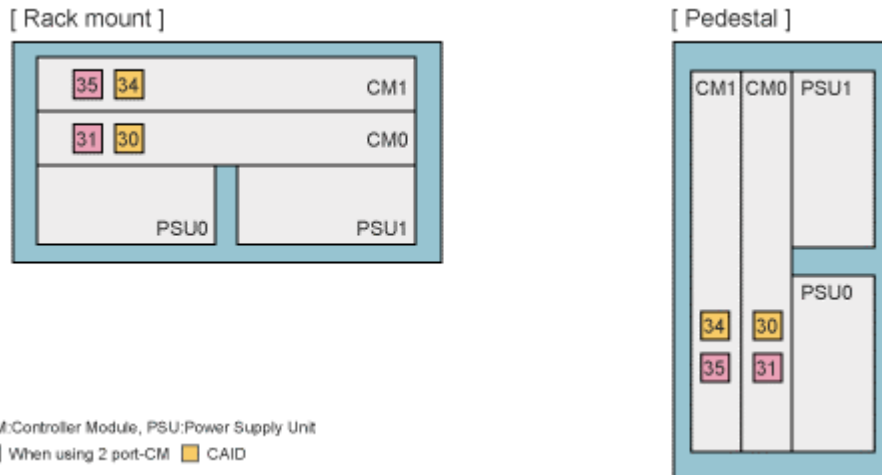 [ Rack mount ]
35 34 CM1
31 30 CM0
PSU0 PSU1
[ Pedestal ]
CM1 CM0 PSU1
PSU0
34 30
35 31
M:Controller Module, PSU:Power Supply Unit
When using 2 port-CM CAID